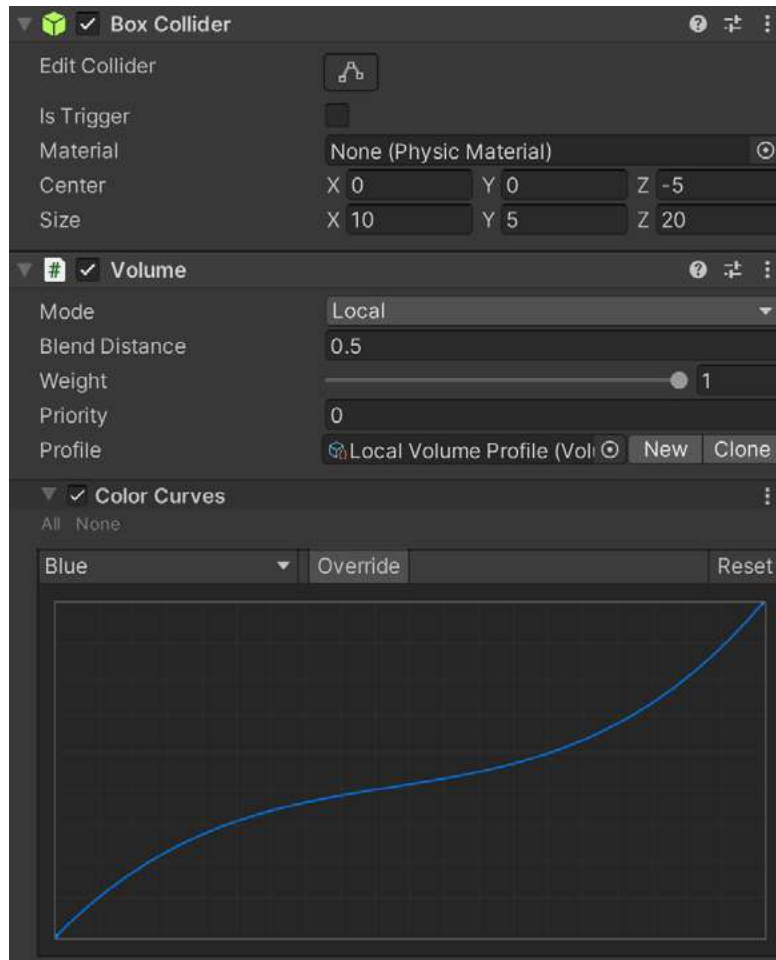 Box Collider
Edit Collider
Is Trigger
Material None (Physic Material)
Center X 0 Y 0 Z -5
Size X 10 Y 5 Z 20
# Volume
Mode Local
Blend Distance 0.5
Weight 1
Priority 0
Profile Local Volume Profile (Volu New Clone
Color Curves
All None
Blue Override Reset